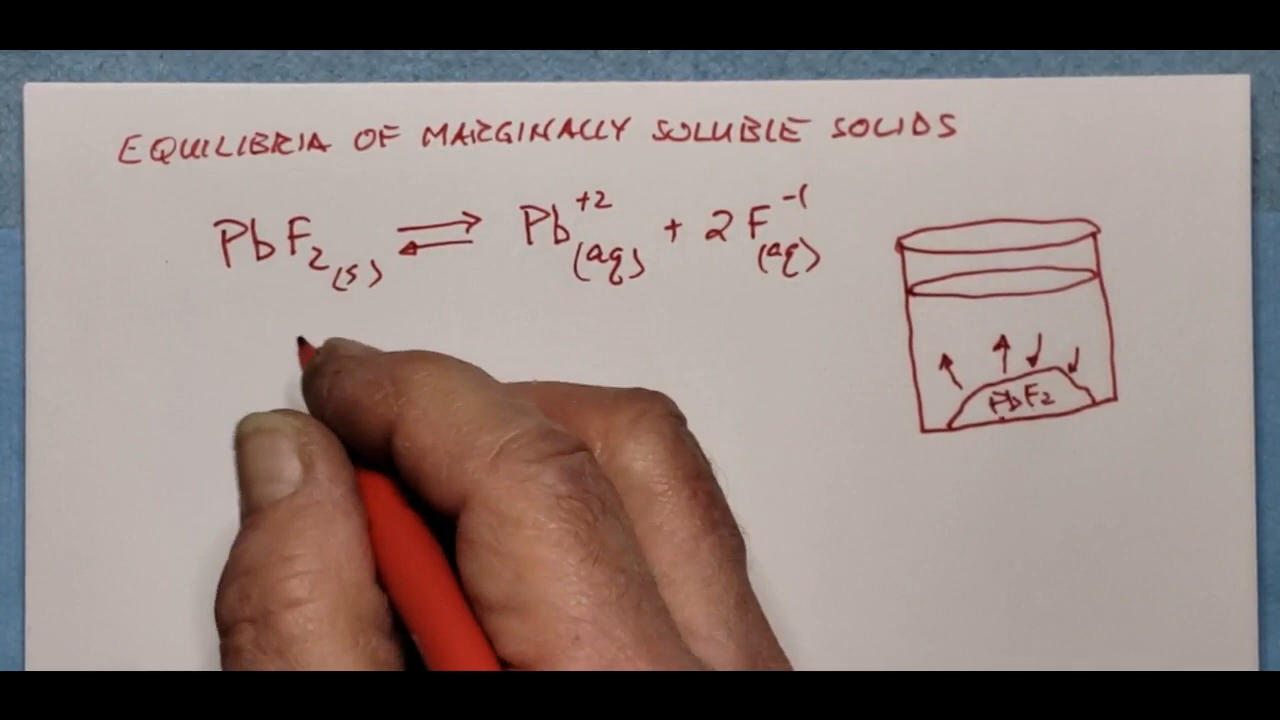 EQUILIBRIA OF MARGINALLY SOLUBLE SOLIDS
PbF₂(s) ⇌ Pb⁺²(aq) + 2F⁻¹(aq)
PbF₂